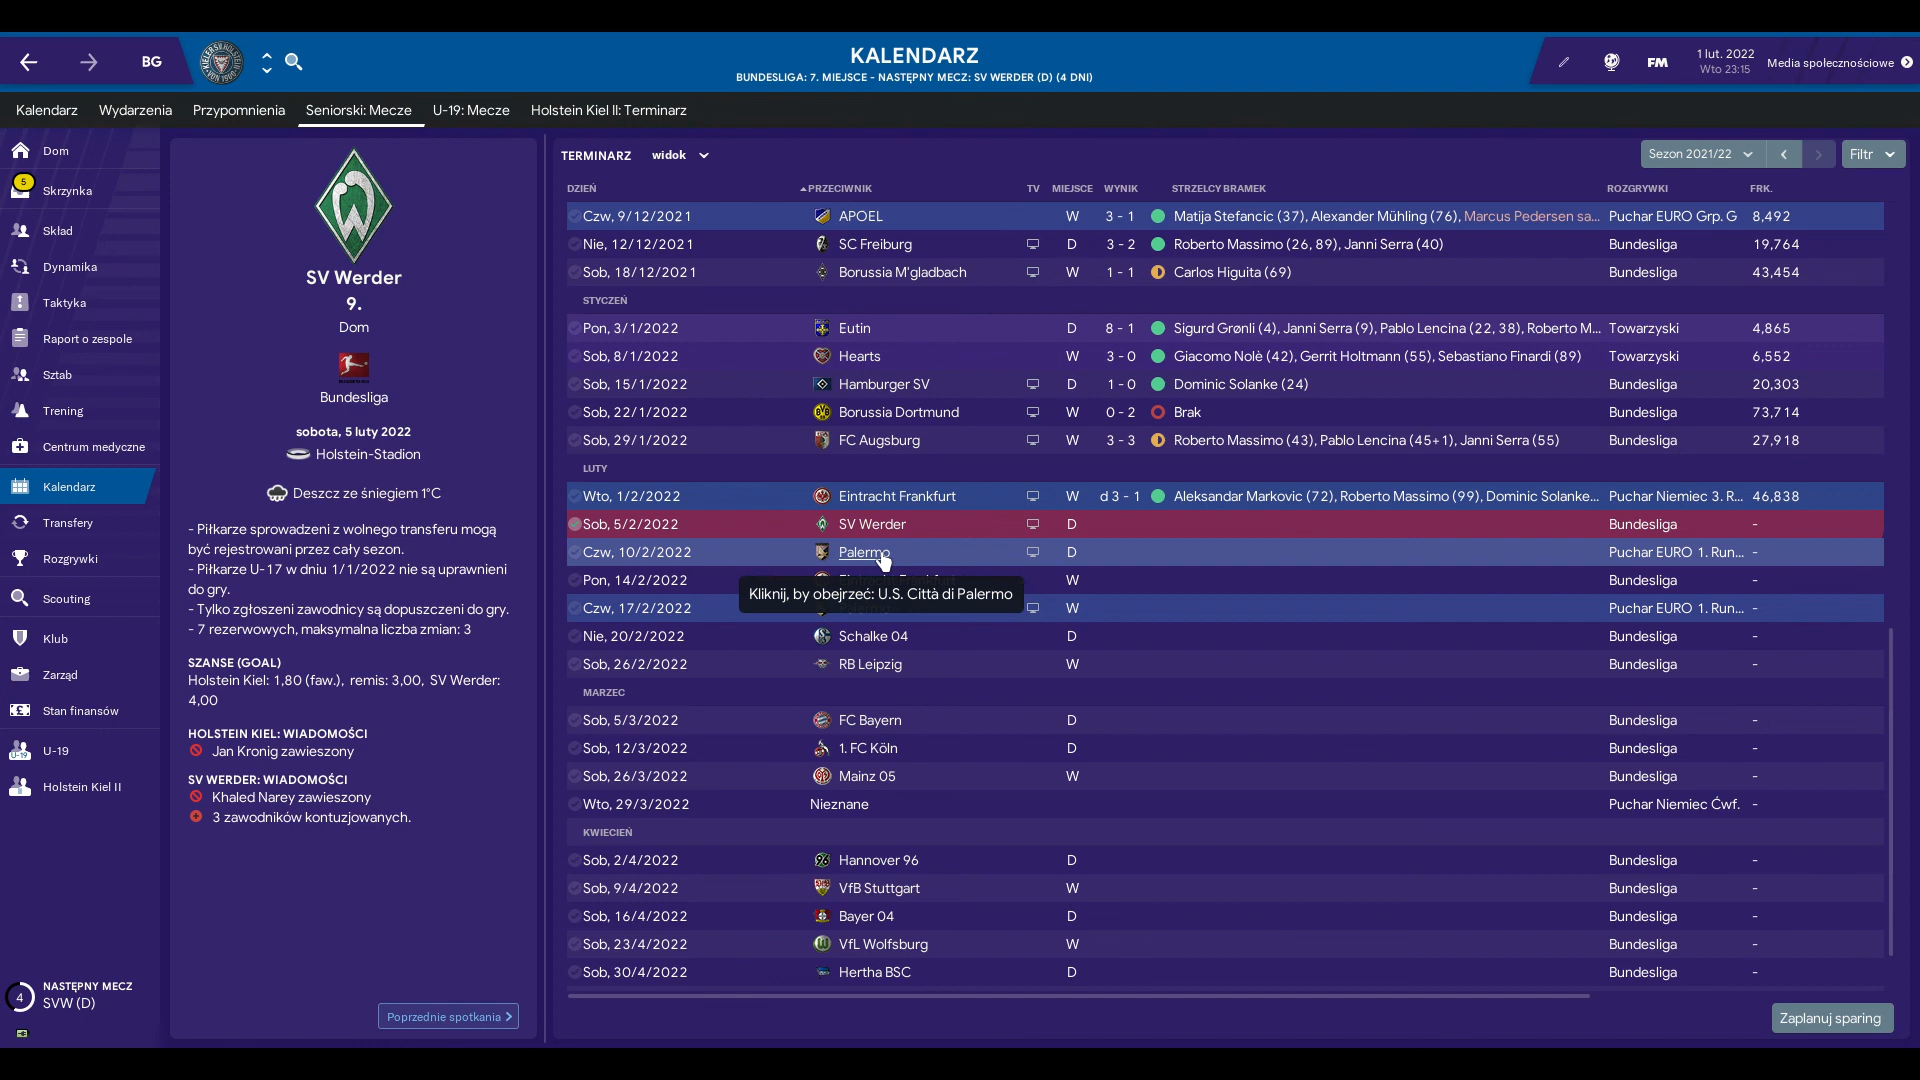 BG
KALENDARZ
BUNDESLIGA: 7. MIEJSCE - NASTĘPNY MECZ: SV WERDER (D) (4 DNI)
FM
1 lut. 2022
Wto 23:15
Media społecznościowe
Kalendarz Wydarzenia Przypomnienia Seniorski: Mecze U-19: Mecze Holstein Kiel II: Terminarz
Dom
5
Skrzynka
Skład
Dynamika
Taktyka
Raport o zespole
Sztab
Trening
Centrum medyczne
Kalendarz
Transfery
Rozgrywki
Scouting
Klub
Zarząd
Stan finansów
U-19
Holstein Kiel II
4
NASTĘPNY MECZ
SVW (D)
SV Werder
9.
Dom
Bundesliga
sobota, 5 luty 2022
Holstein-Stadion
Deszcz ze śniegiem 1°C
- Piłkarze sprowadzeni z wolnego transferu mogą
być rejestrowani przez cały sezon.
- Piłkarze U-17 w dniu 1/1/2022 nie są uprawnieni
do gry.
- Tylko zgłoszeni zawodnicy są dopuszczeni do gry.
- 7 rezerwowych, maksymalna liczba zmian: 3
SZANSE (GOAL)
Holstein Kiel: 1,80 (faw.), remis: 3,00, SV Werder:
4,00
HOLSTEIN KIEL: WIADOMOŚCI
Jan Kronig zawieszony
SV WERDER: WIADOMOŚCI
Khaled Narey zawieszony
3 zawodników kontuzjowanych.
Poprzednie spotkania
TERMINARZ widok
Sezon 2021/22
Filtr
DZIEŃ PRZECIWNIK TV MIEJSCE WYNIK STRZELCY BRAMEK ROZGRYWKI FRK.
Czw, 9/12/2021 APOEL W 3 - 1 Matija Stefancic (37), Alexander Mühling (76), Marcus Pedersen sa... Puchar EURO Grp. G 8,492
Nie, 12/12/2021 SC Freiburg D 3 - 2 Roberto Massimo (26, 89), Janni Serra (40) Bundesliga 19,764
Sob, 18/12/2021 Borussia M'gladbach W 1 - 1 Carlos Higuita (69) Bundesliga 43,454
STYCZEŃ
Pon, 3/1/2022 Eutin D 8 - 1 Sigurd Grønli (4), Janni Serra (9), Pablo Lencina (22, 38), Roberto M... Towarzyski 4,865
Sob, 8/1/2022 Hearts W 3 - 0 Giacomo Nolè (42), Gerrit Holtmann (55), Sebastiano Finardi (89) Towarzyski 6,552
Sob, 15/1/2022 Hamburger SV D 1 - 0 Dominic Solanke (24) Bundesliga 20,303
Sob, 22/1/2022 Borussia Dortmund W 0 - 2 Brak Bundesliga 73,714
Sob, 29/1/2022 FC Augsburg W 3 - 3 Roberto Massimo (43), Pablo Lencina (45+1), Janni Serra (55) Bundesliga 27,918
LUTY
Wto, 1/2/2022 Eintracht Frankfurt W d 3 - 1 Aleksandar Markovic (72), Roberto Massimo (99), Dominic Solanke... Puchar Niemiec 3. R... 46,838
Sob, 5/2/2022 SV Werder D Bundesliga -
Czw, 10/2/2022 Palermo D Puchar EURO 1. Run... -
Pon, 14/2/2022 Eintracht Frankfurt W Bundesliga -
Kliknij, by obejrzeć: U.S. Città di Palermo
Czw, 17/2/2022 Palermo W Puchar EURO 1. Run... -
Nie, 20/2/2022 Schalke 04 D Bundesliga -
Sob, 26/2/2022 RB Leipzig W Bundesliga -
MARZEC
Sob, 5/3/2022 FC Bayern D Bundesliga -
Sob, 12/3/2022 1. FC Köln D Bundesliga -
Sob, 26/3/2022 Mainz 05 W Bundesliga -
Wto, 29/3/2022 Nieznane Puchar Niemiec Ćwf. -
KWIECIEŃ
Sob, 2/4/2022 Hannover 96 D Bundesliga -
Sob, 9/4/2022 VfB Stuttgart W Bundesliga -
Sob, 16/4/2022 Bayer 04 D Bundesliga -
Sob, 23/4/2022 VfL Wolfsburg W Bundesliga -
Sob, 30/4/2022 Hertha BSC D Bundesliga -
Zaplanuj sparing